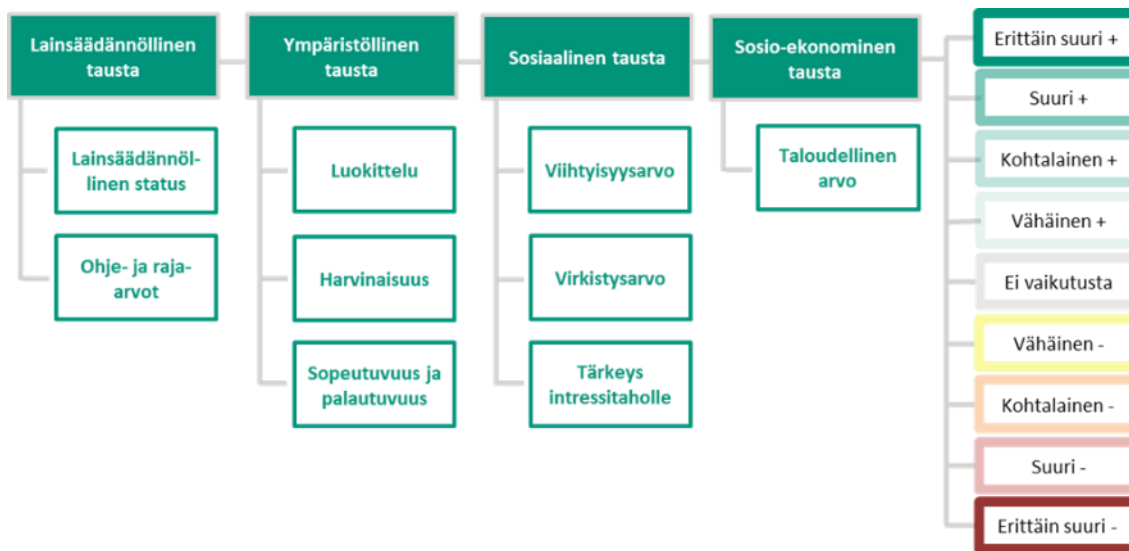 Lainsäädännöllinen
tausta
Lainsäädännöl-
linen status
Ohje- ja raja-
arvot
Ympäristöllinen
tausta
Luokittelu
Harvinaisuus
Sopeutuvuus ja
palautuvuus
Sosiaalinen tausta
Viihtyisyysarvo
Virkistysarvo
Tärkeys
intressitaholle
Sosio-ekonominen
tausta
Taloudellinen
arvo
Erittäin suuri +
Suuri +
Kohtalainen +
Vähäinen +
Ei vaikutusta
Vähäinen -
Kohtalainen -
Suuri -
Erittäin suuri -